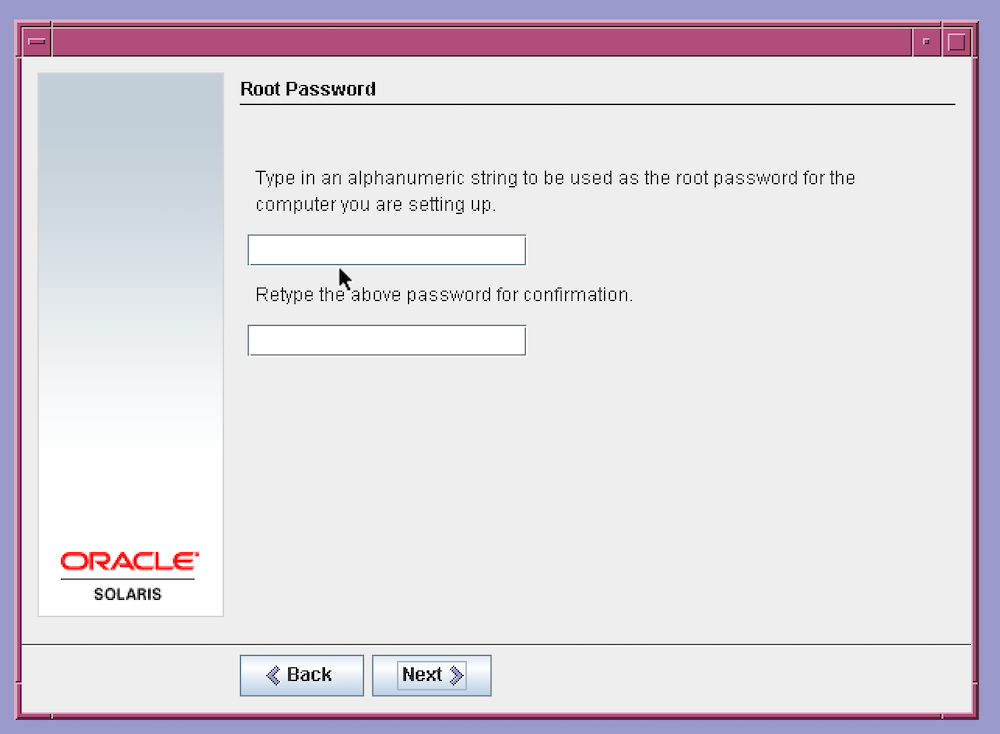 Root Password
Type in an alphanumeric string to be used as the root password for the
computer you are setting up.
Retype the above password for confirmation.
ORACLE
SOLARIS
Back
Next